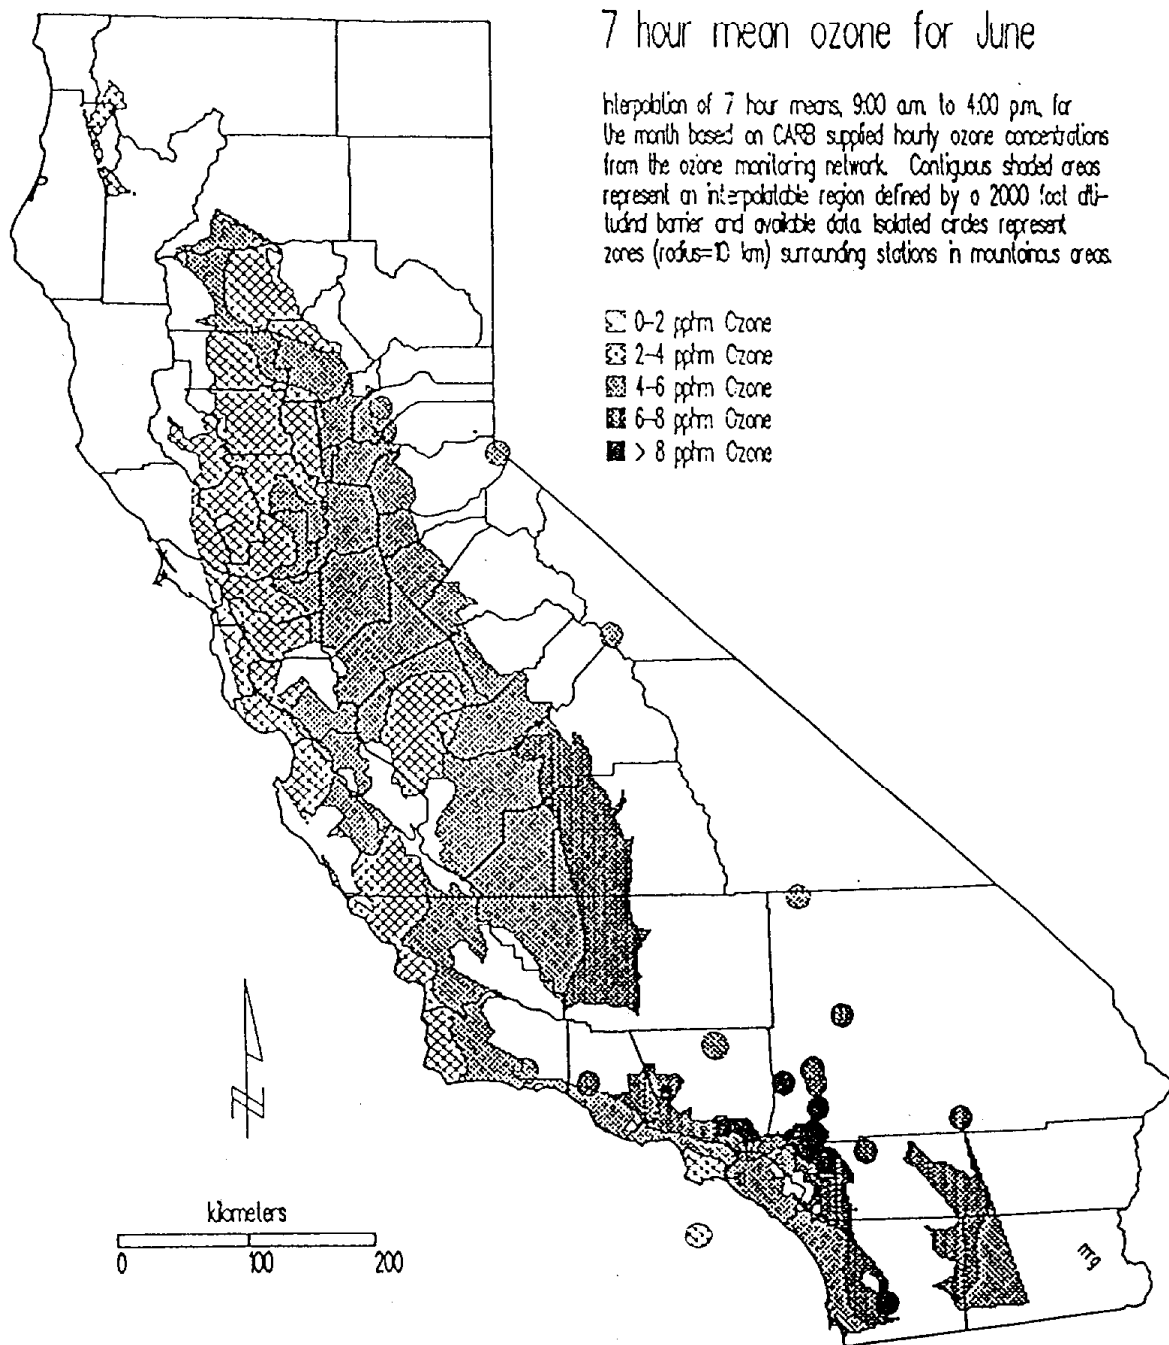 7 hour mean ozone for June
Interpolation of 7 hour means, 9:00 am. to 4:00 pm, for
the month based on CARB supplied hourly ozone concentrations
from the ozone monitoring network. Contiguous shaded areas
represent an interpolatable region defined by a 2000 foot alti-
tudinal barrier and available data. Isolated circles represent
zones (radius=10 km) surrounding stations in mountainous areas.
0-2 pphm Ozone
2-4 pphm Ozone
4-6 pphm Ozone
6-8 pphm Ozone
> 8 pphm Ozone
N
kilometers
0 100 200